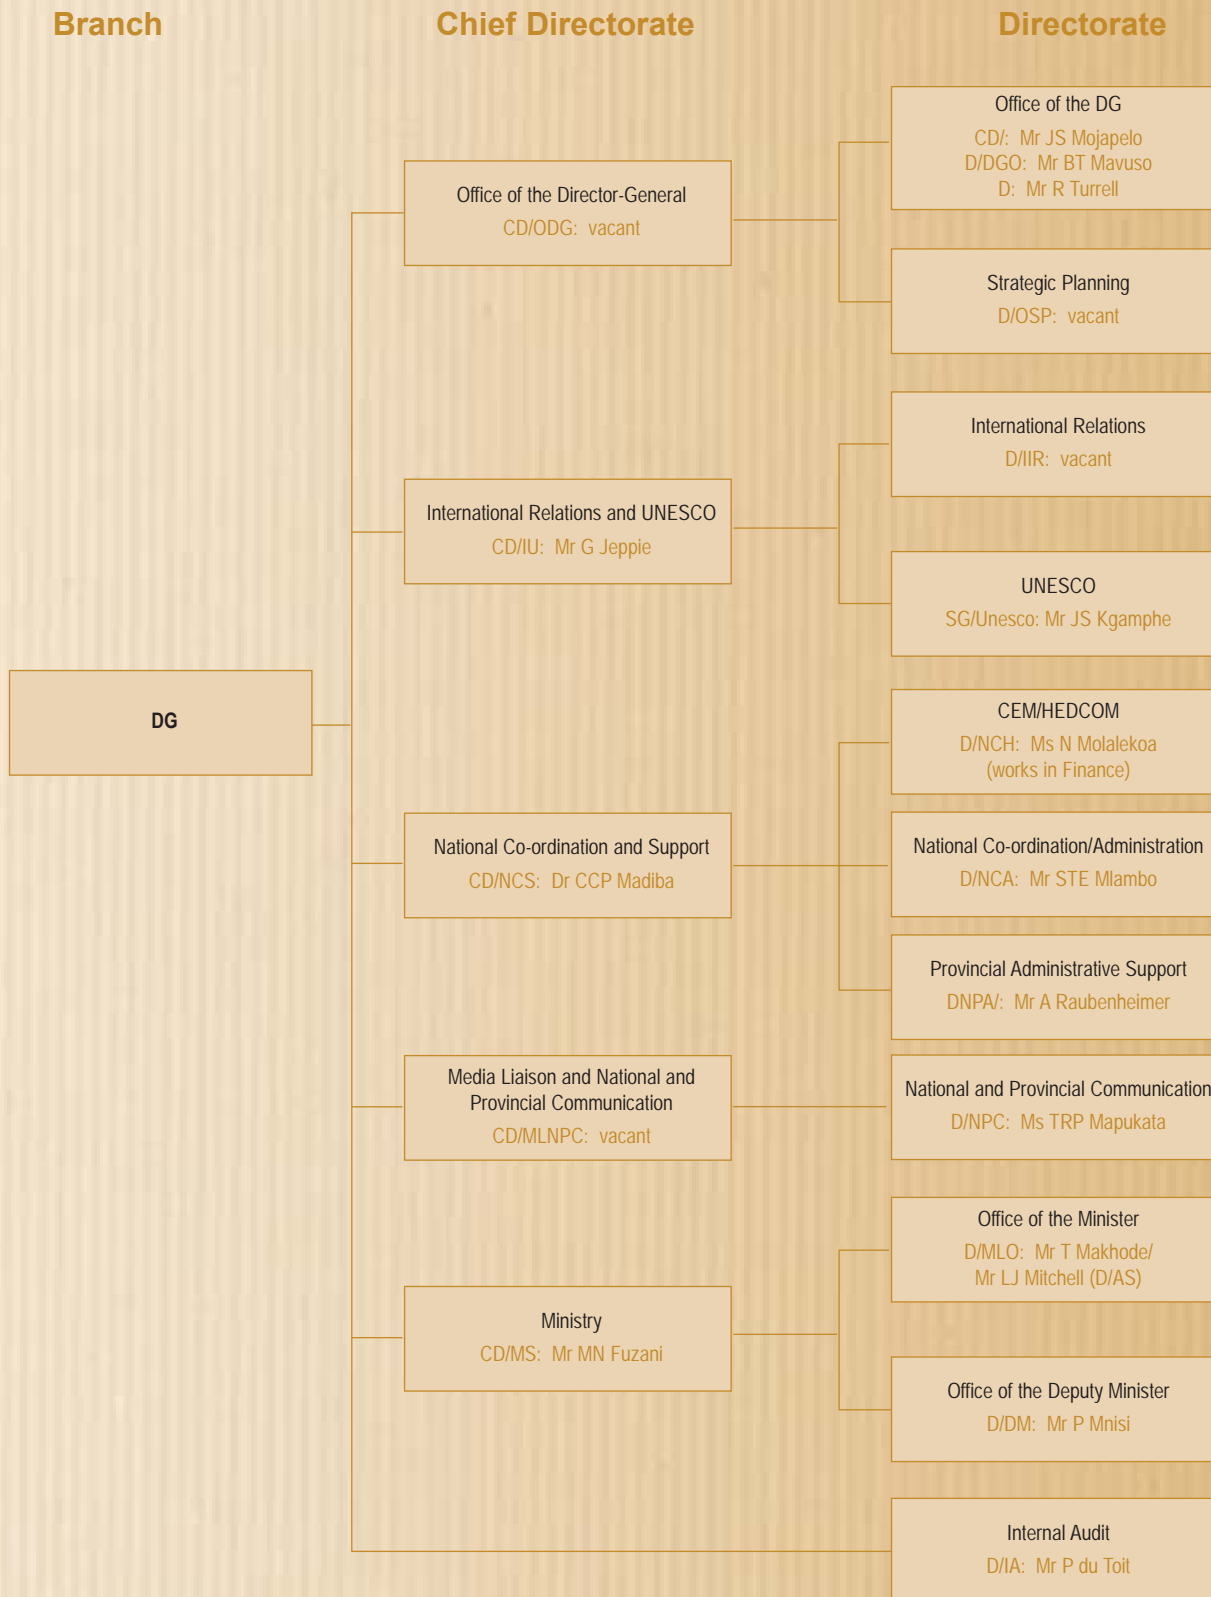 Branch
Chief Directorate
Directorate
Office of the DG
CD/: Mr JS Mojapelo
D/DGO: Mr BT Mavuso
D: Mr R Turrell
Office of the Director-General
CD/ODG: vacant
Strategic Planning
D/OSP: vacant
International Relations
D/IIR: vacant
International Relations and UNESCO
CD/IU: Mr G Jeppie
UNESCO
SG/Unesco: Mr JS Kgamphe
DG
CEM/HEDCOM
D/NCH: Ms N Molalekoa
(works in Finance)
National Co-ordination and Support
CD/NCS: Dr CCP Madiba
National Co-ordination/Administration
D/NCA: Mr STE Mlambo
Provincial Administrative Support
DNPA/: Mr A Raubenheimer
Media Liaison and National and
Provincial Communication
CD/MLNPC: vacant
National and Provincial Communication
D/NPC: Ms TRP Mapukata
Office of the Minister
D/MLO: Mr T Makhode/
Mr LJ Mitchell (D/AS)
Ministry
CD/MS: Mr MN Fuzani
Office of the Deputy Minister
D/DM: Mr P Mnisi
Internal Audit
D/IA: Mr P du Toit